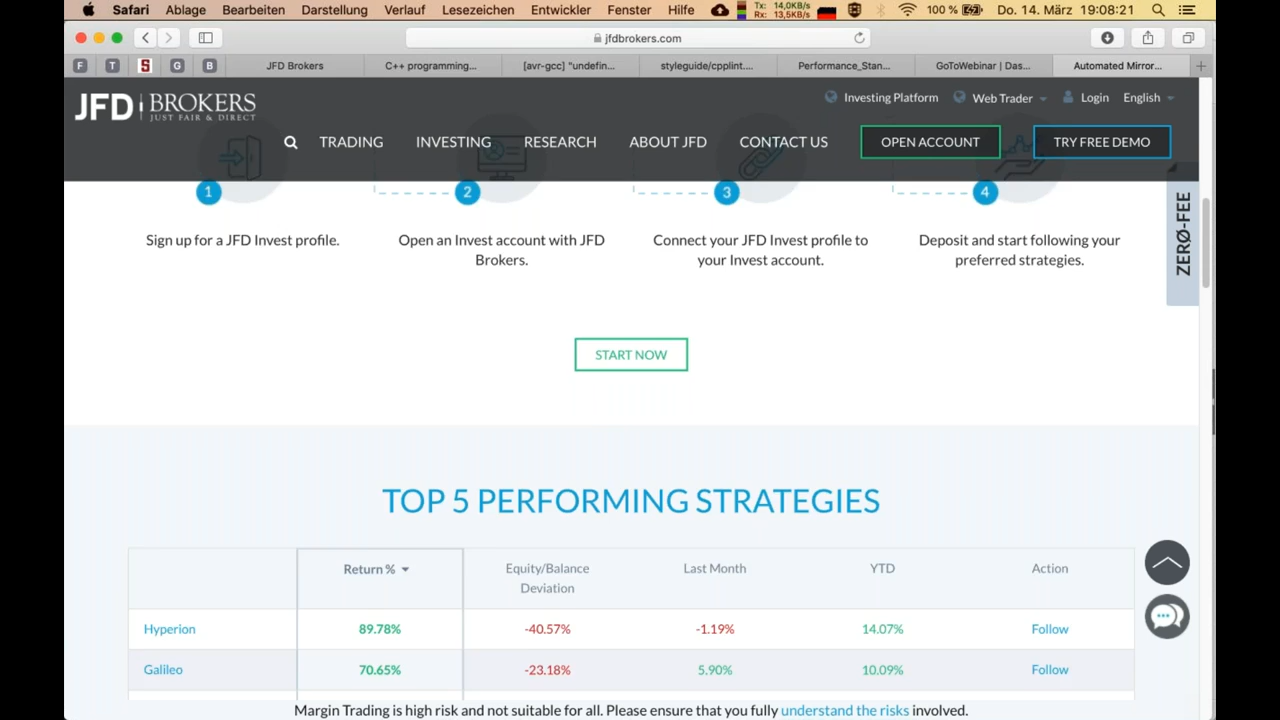 Safari Ablage Bearbeiten Darstellung Verlauf Lesezeichen Entwickler Fenster Hilfe Tx: 14,0KB/s Rx: 13,5KB/s 100 % Do. 14. März 19:08:21
jfdbrokers.com
F T S G B JFD Brokers C++ programming... [avr-gcc] "undefin... styleguide/cpplint.... Performance_Stan... GoToWebinar | Das... Automated Mirror...
Investing Platform Web Trader Login English
JFD BROKERS
JUST FAIR & DIRECT
TRADING INVESTING RESEARCH ABOUT JFD CONTACT US OPEN ACCOUNT TRY FREE DEMO
1 2 3 4
ZERØ-FEE
Sign up for a JFD Invest profile. Open an Invest account with JFD Connect your JFD Invest profile to Deposit and start following your
Brokers. your Invest account. preferred strategies.
START NOW
TOP 5 PERFORMING STRATEGIES
Return % Equity/Balance Last Month YTD Action
Deviation
Hyperion 89.78% -40.57% -1.19% 14.07% Follow
Galileo 70.65% -23.18% 5.90% 10.09% Follow
Margin Trading is high risk and not suitable for all. Please ensure that you fully understand the risks involved.